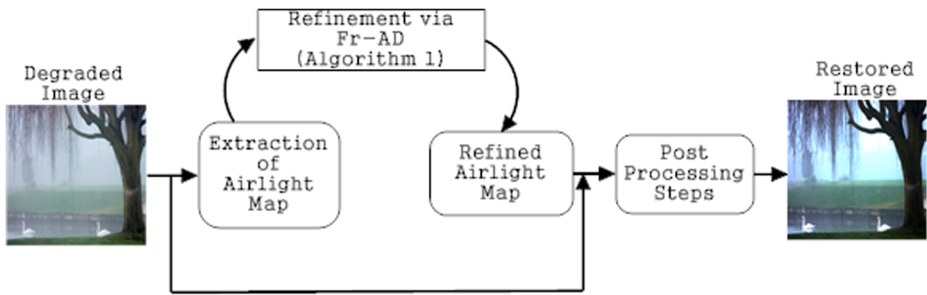 Degraded
Image
Extraction
of
Airlight
Map
Refinement via
Fr-AD
(Algorithm 1)
Refined
Airlight
Map
Post
Processing
Steps
Restored
Image